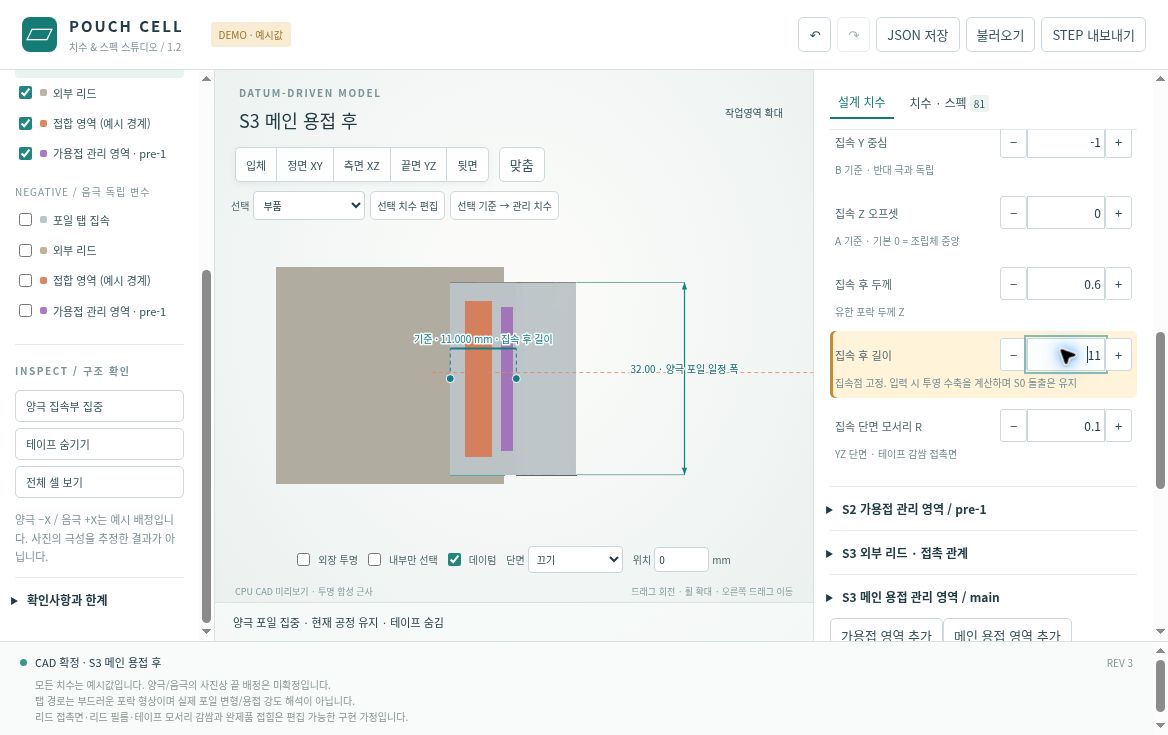 POUCH CELL
치수 & 스펙 스튜디오 / 1.2
DEMO · 예시값
↶
↷
JSON 저장
불러오기
STEP 내보내기
외부 리드
접합 영역 (예시 경계)
가용접 관리 영역 · pre-1
NEGATIVE / 음극 독립 변수
포일 탭 집속
외부 리드
접합 영역 (예시 경계)
가용접 관리 영역 · pre-1
INSPECT / 구조 확인
양극 집속부 집중
테이프 숨기기
전체 셀 보기
양극 −X / 음극 +X는 예시 배정입니
다. 사진의 극성을 추정한 결과가 아
닙니다.
확인사항과 한계
DATUM-DRIVEN MODEL
S3 메인 용접 후
작업영역 확대
입체
정면 XY
측면 XZ
끝면 YZ
뒷면
맞춤
선택
부품
선택 치수 편집
선택 기준 → 관리 치수
기준 · 11.000 mm · 집속 후 길이
32.00 · 양극 포일 일정 폭
외장 투명
내부만 선택
데이텀
단면
끄기
위치
0
mm
CPU CAD 미리보기 · 투명 합성 근사
드래그 회전 · 휠 확대 · 오른쪽 드래그 이동
양극 포일 집중 · 현재 공정 유지 · 테이프 숨김
설계 치수
치수 · 스펙 81
집속 Y 중심
−
-1
+
B 기준 · 반대 극과 독립
집속 Z 오프셋
−
0
+
A 기준 · 기본 0 = 조립체 중앙
집속 후 두께
−
0.6
+
유한 포락 두께 Z
집속 후 길이
−
11
+
집속점 고정. 입력 시 투영 수축을 계산하며 S0 돌출은 유지
집속 단면 모서리 R
−
0.1
+
YZ 단면 · 테이프 감쌈 접촉면
S2 가용접 관리 영역 / pre-1
S3 외부 리드 · 접촉 관계
S3 메인 용접 관리 영역 / main
가용접 영역 추가
메인 용접 영역 추가
CAD 확정 · S3 메인 용접 후
REV 3
모든 치수는 예시값입니다. 양극/음극의 사진상 끝 배정은 미확정입니다.
탭 경로는 부드러운 포락 형상이며 실제 포일 변형/용접 강도 해석이 아닙니다.
리드 접촉면·리드 필름·테이프 모서리 감쌈과 완제품 접힘은 편집 가능한 구현 가정입니다.